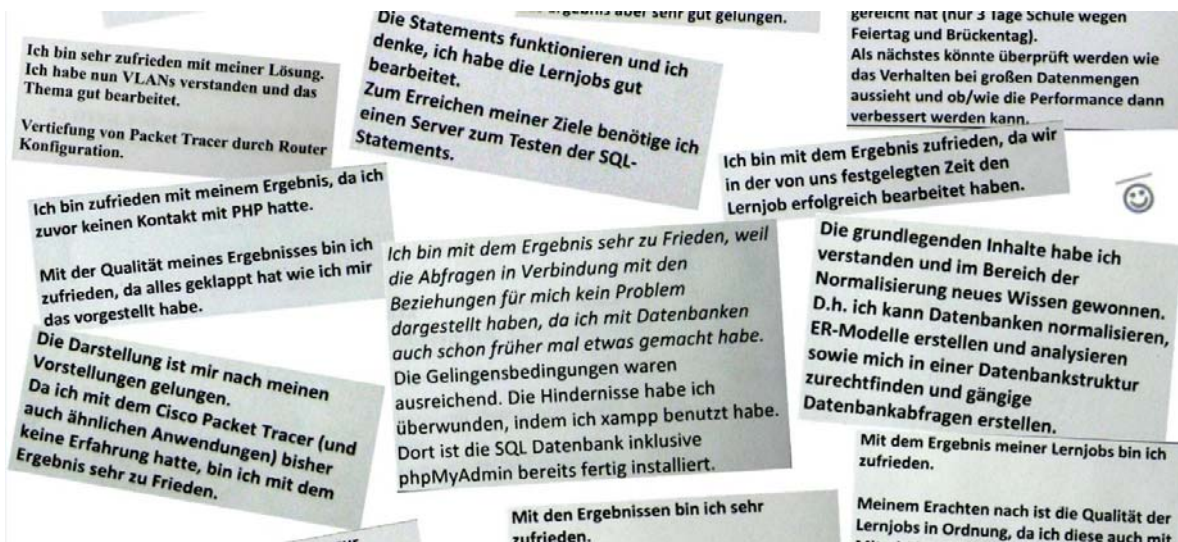 Ergebnis aber sehr gut gelungen.
Ich bin sehr zufrieden mit meiner Lösung.
Ich habe nun VLANs verstanden und das
Thema gut bearbeitet.
Vertiefung von Packet Tracer durch Router
Konfiguration.
Die Statements funktionieren und ich
denke, ich habe die Lernjobs gut
bearbeitet.
Zum Erreichen meiner Ziele benötige ich
einen Server zum Testen der SQL-
Statements.
gereicht hat (nur 3 Tage Schule wegen
Feiertag und Brückentag).
Als nächstes könnte überprüft werden wie
das Verhalten bei großen Datenmengen
aussieht und ob/wie die Performance dann
verbessert werden kann.
Ich bin mit dem Ergebnis zufrieden, da wir
in der von uns festgelegten Zeit den
Lernjob erfolgreich bearbeitet haben.
Ich bin zufrieden mit meinem Ergebnis, da ich
zuvor keinen Kontakt mit PHP hatte.
Mit der Qualität meines Ergebnisses bin ich
zufrieden, da alles geklappt hat wie ich mir
das vorgestellt habe.
Ich bin mit dem Ergebnis sehr zu Frieden, weil
die Abfragen in Verbindung mit den
Beziehungen für mich kein Problem
dargestellt haben, da ich mit Datenbanken
auch schon früher mal etwas gemacht habe.
Die Gelingensbedingungen waren
ausreichend. Die Hindernisse habe ich
überwunden, indem ich xampp benutzt habe.
Dort ist die SQL Datenbank inklusive
phpMyAdmin bereits fertig installiert.
Die grundlegenden Inhalte habe ich
verstanden und im Bereich der
Normalisierung neues Wissen gewonnen.
D.h. ich kann Datenbanken normalisieren,
ER-Modelle erstellen und analysieren
sowie mich in einer Datenbankstruktur
zurechtfinden und gängige
Datenbankabfragen erstellen.
Die Darstellung ist mir nach meinen
Vorstellungen gelungen.
Da ich mit dem Cisco Packet Tracer (und
auch ähnlichen Anwendungen) bisher
keine Erfahrung hatte, bin ich mit dem
Ergebnis sehr zu Frieden.
Mit den Ergebnissen bin ich sehr
zufrieden.
Mit dem Ergebnis meiner Lernjobs bin ich
zufrieden.
Meinem Erachten nach ist die Qualität der
Lernjobs in Ordnung, da ich diese auch mit